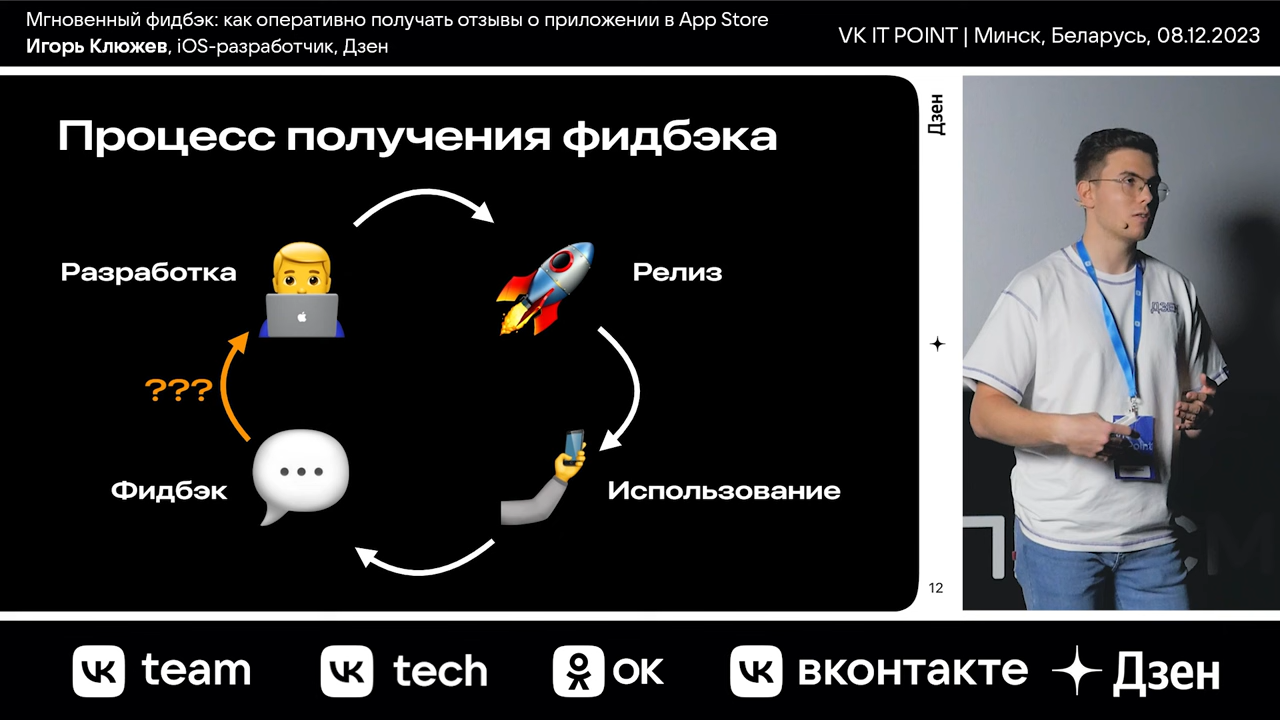 Мгновенный фидбэк: как оперативно получать отзывы о приложении в App Store
Игорь Клюжев, iOS-разработчик, Дзен
VK IT POINT | Минск, Беларусь, 08.12.2023
Процесс получения фидбэка
Разработка
Релиз
???
Фидбэк
Использование
Дзен
12
team
tech
ОК
ВКОНТАКТЕ
Дзен